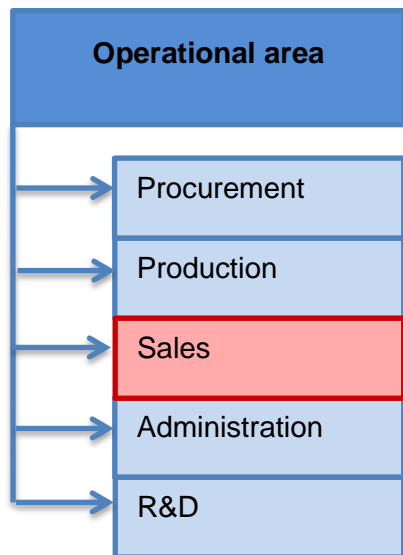 Operational area
Procurement
Production
Sales
Administration
R&D